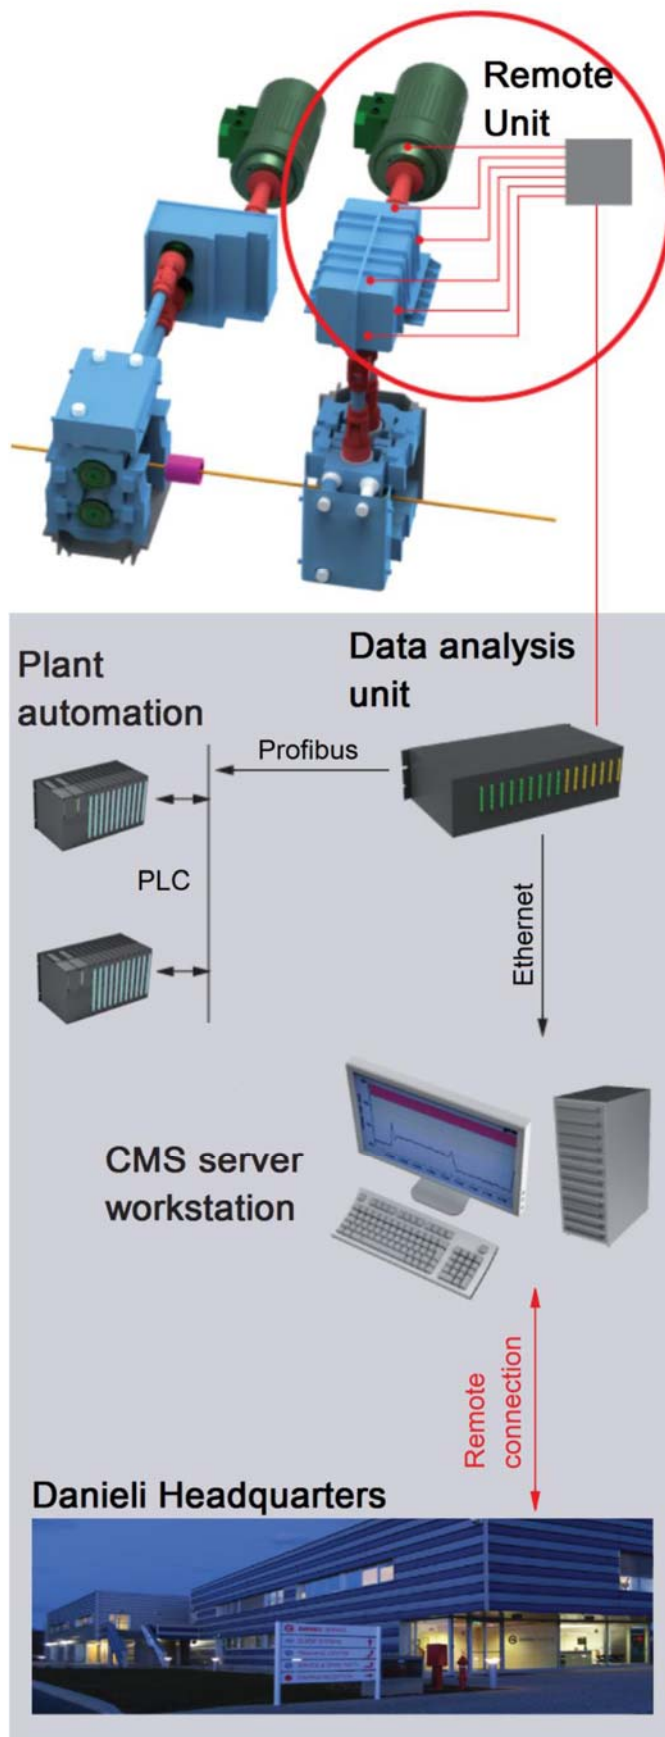 Remote
Unit
Data analysis
unit
Plant
automation
Profibus
PLC
Ethernet
CMS server
workstation
Remote
connection
Danieli Headquarters